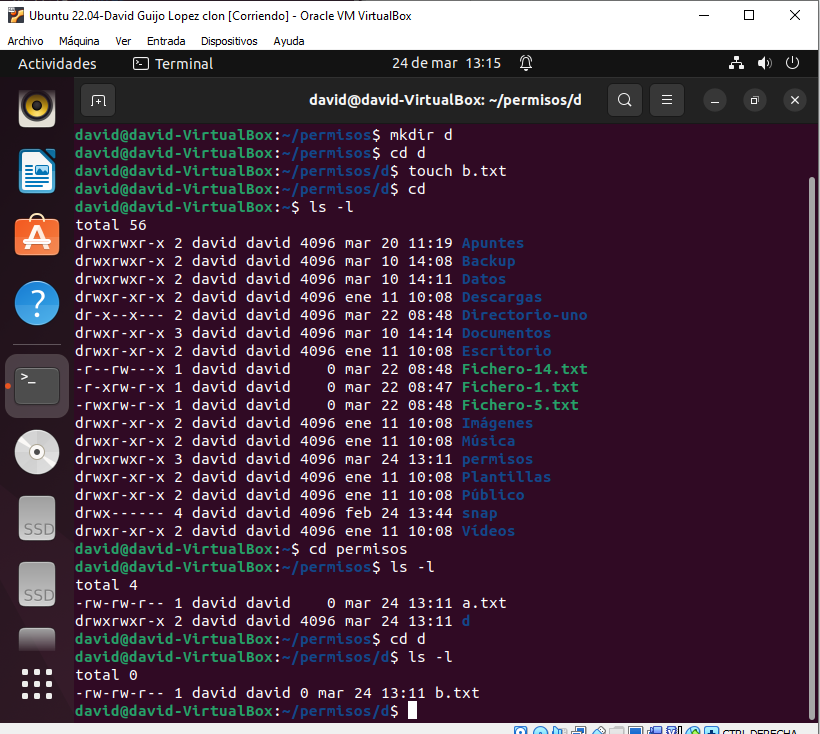 Ubuntu 22.04-David Guijo Lopez clon [Corriendo] - Oracle VM VirtualBox
Archivo Máquina Ver Entrada Dispositivos Ayuda
Actividades Terminal 24 de mar 13:15
david@david-VirtualBox: ~/permisos/d
david@david-VirtualBox:~/permisos$ mkdir d
david@david-VirtualBox:~/permisos$ cd d
david@david-VirtualBox:~/permisos/d$ touch b.txt
david@david-VirtualBox:~/permisos/d$ cd
david@david-VirtualBox:~$ ls -l
total 56
drwxrwxr-x 2 david david 4096 mar 20 11:19 Apuntes
drwxrwxr-x 2 david david 4096 mar 10 14:08 Backup
drwxrwxr-x 2 david david 4096 mar 10 14:11 Datos
drwxr-xr-x 2 david david 4096 ene 11 10:08 Descargas
dr-x--x--- 2 david david 4096 mar 22 08:48 Directorio-uno
drwxr-xr-x 3 david david 4096 mar 10 14:14 Documentos
drwxr-xr-x 2 david david 4096 ene 11 10:08 Escritorio
-r--rw---x 1 david david    0 mar 22 08:48 Fichero-14.txt
-r-xrw-r-x 1 david david    0 mar 22 08:47 Fichero-1.txt
-rwxrw-r-x 1 david david    0 mar 22 08:48 Fichero-5.txt
drwxr-xr-x 2 david david 4096 ene 11 10:08 Imágenes
drwxr-xr-x 2 david david 4096 ene 11 10:08 Música
drwxrwxr-x 3 david david 4096 mar 24 13:11 permisos
drwxr-xr-x 2 david david 4096 ene 11 10:08 Plantillas
drwxr-xr-x 2 david david 4096 ene 11 10:08 Público
drwx------ 4 david david 4096 feb 24 13:44 snap
drwxr-xr-x 2 david david 4096 ene 11 10:08 Vídeos
david@david-VirtualBox:~$ cd permisos
david@david-VirtualBox:~/permisos$ ls -l
total 4
-rw-rw-r-- 1 david david    0 mar 24 13:11 a.txt
drwxrwxr-x 2 david david 4096 mar 24 13:11 d
david@david-VirtualBox:~/permisos$ cd d
david@david-VirtualBox:~/permisos/d$ ls -l
total 0
-rw-rw-r-- 1 david david 0 mar 24 13:11 b.txt
david@david-VirtualBox:~/permisos/d$
SSD
SSD
CTRL DERECHA